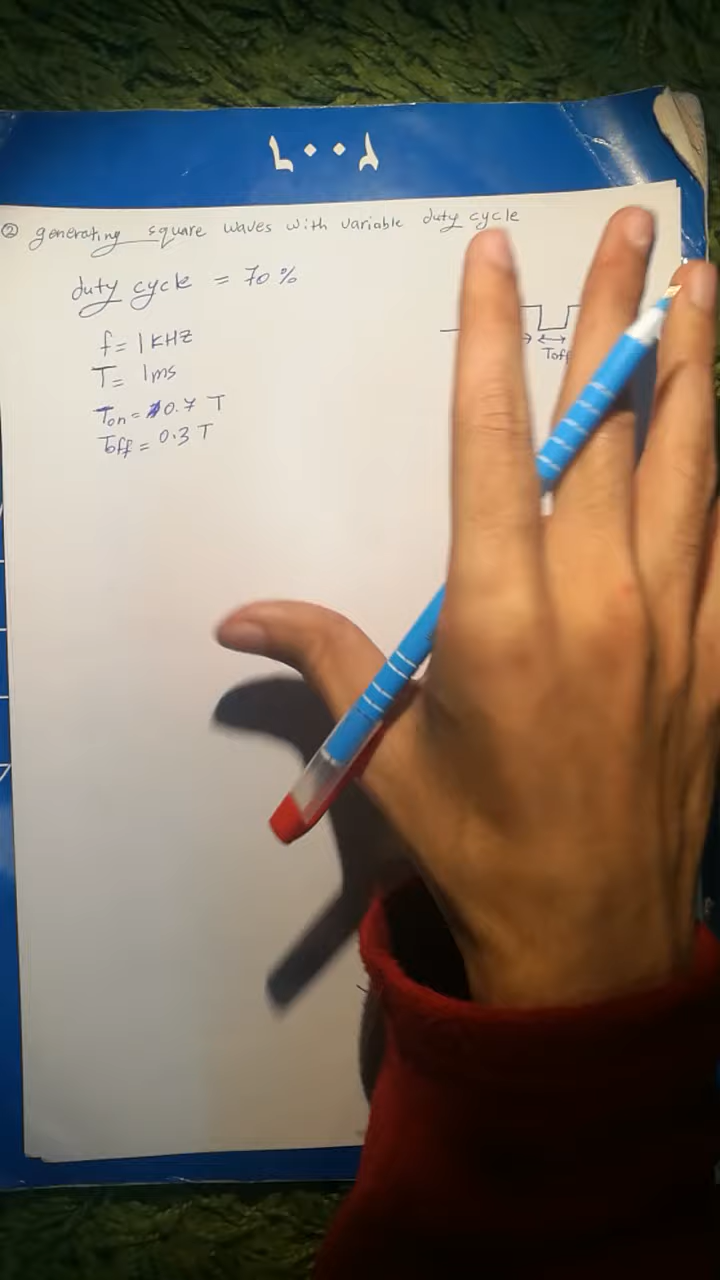 ② generating square waves with variable duty cycle
duty cycle = 70 %
f = 1 KHZ
T = 1ms
Ton = 0.7 T
Toff = 0.3 T
Toff